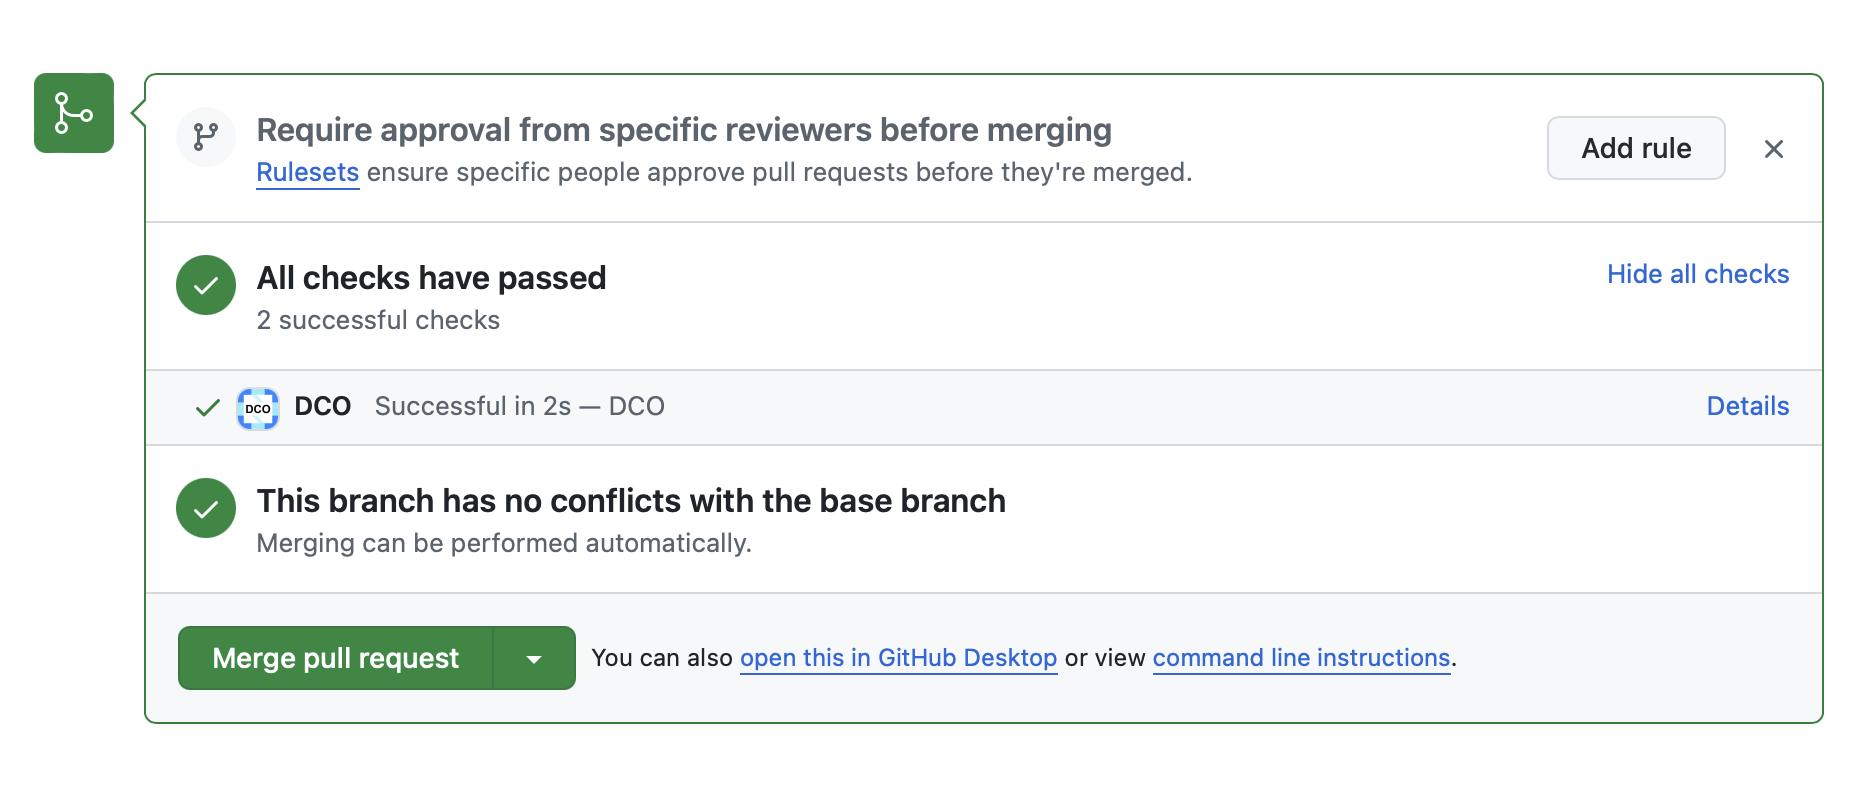 Require approval from specific reviewers before merging
Add rule
Rulesets ensure specific people approve pull requests before they're merged.
All checks have passed
Hide all checks
2 successful checks
DCO DCO Successful in 2s — DCO
Details
This branch has no conflicts with the base branch
Merging can be performed automatically.
Merge pull request
You can also open this in GitHub Desktop or view command line instructions.